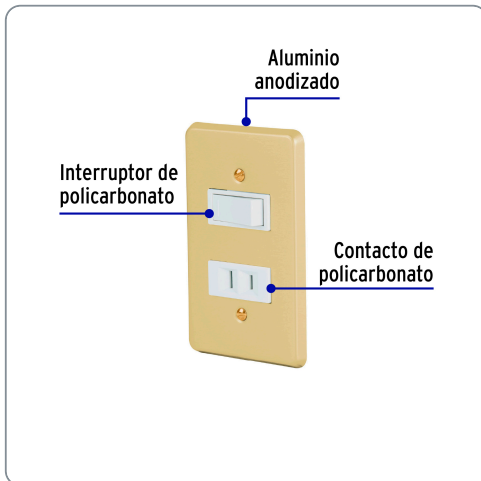 Aluminio
anodizado
Interruptor de
policarbonato
Contacto de
policarbonato